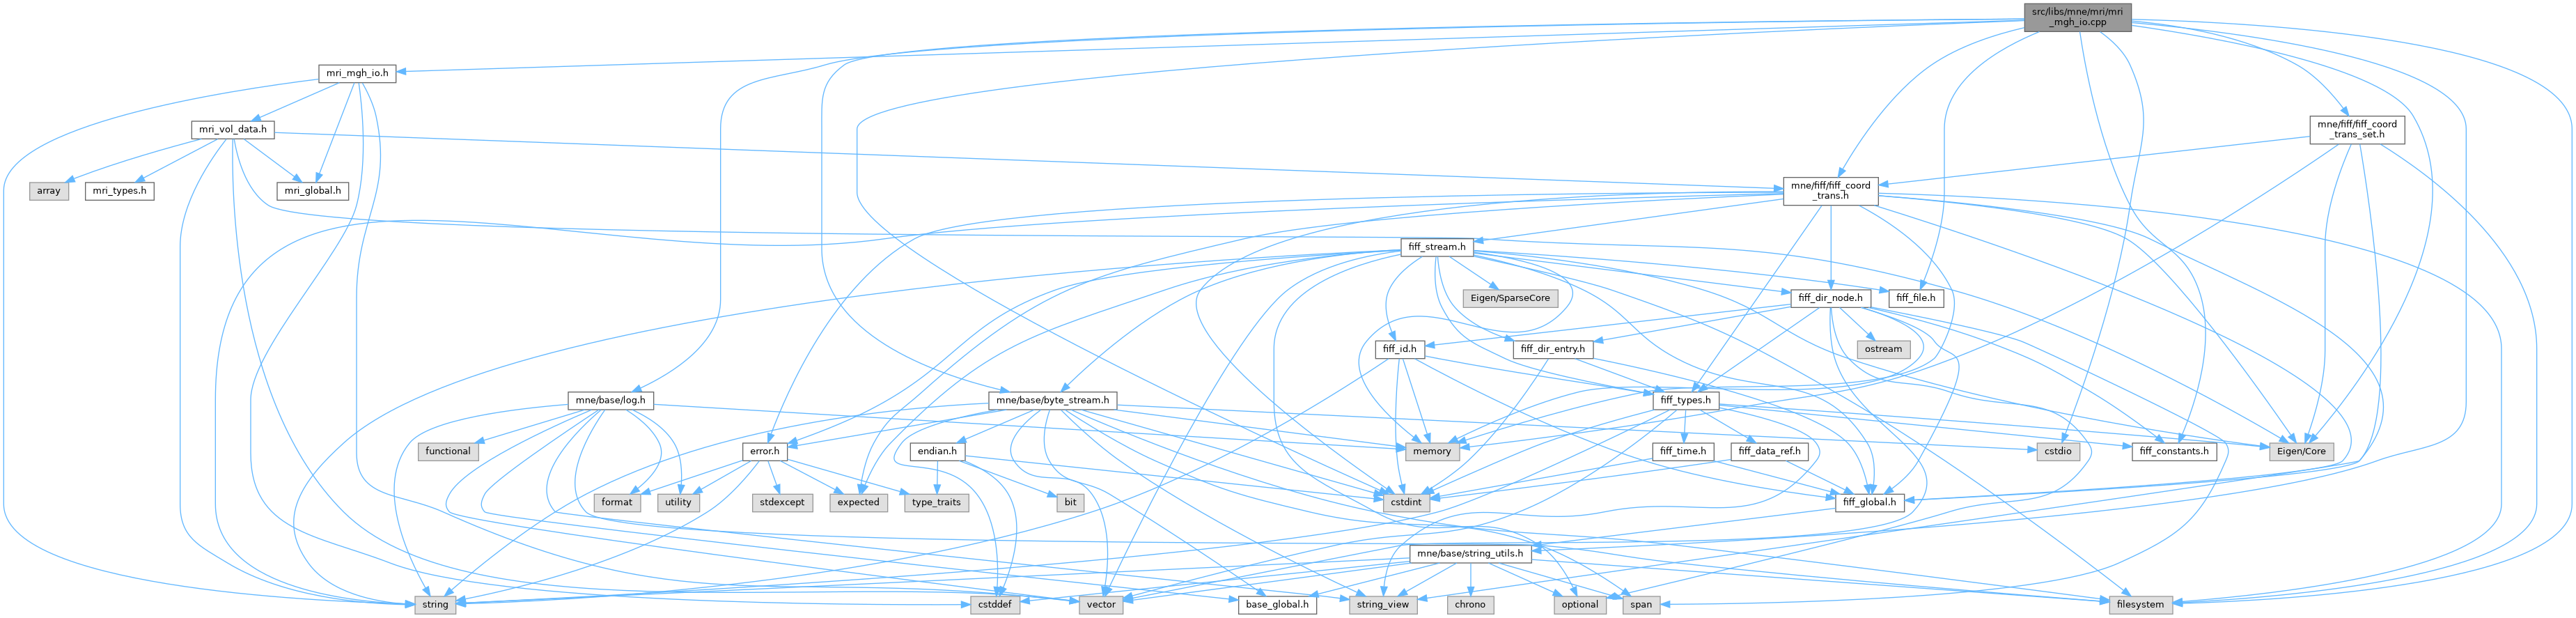 src/libs/mne/mri/mri
_mgh_io.cpp
mri_mgh_io.h
mri_vol_data.h
mne/fiff/fiff_coord
_trans_set.h
array
mri_types.h
mri_global.h
mne/fiff/fiff_coord
_trans.h
fiff_stream.h
Eigen/SparseCore
fiff_dir_node.h
fiff_file.h
fiff_id.h
fiff_dir_entry.h
ostream
mne/base/log.h
mne/base/byte_stream.h
fiff_types.h
functional
error.h
endian.h
memory
fiff_time.h
fiff_data_ref.h
cstdio
fiff_constants.h
Eigen/Core
format
utility
stdexcept
expected
type_traits
bit
cstdint
fiff_global.h
mne/base/string_utils.h
string
cstddef
vector
base_global.h
string_view
chrono
optional
span
filesystem